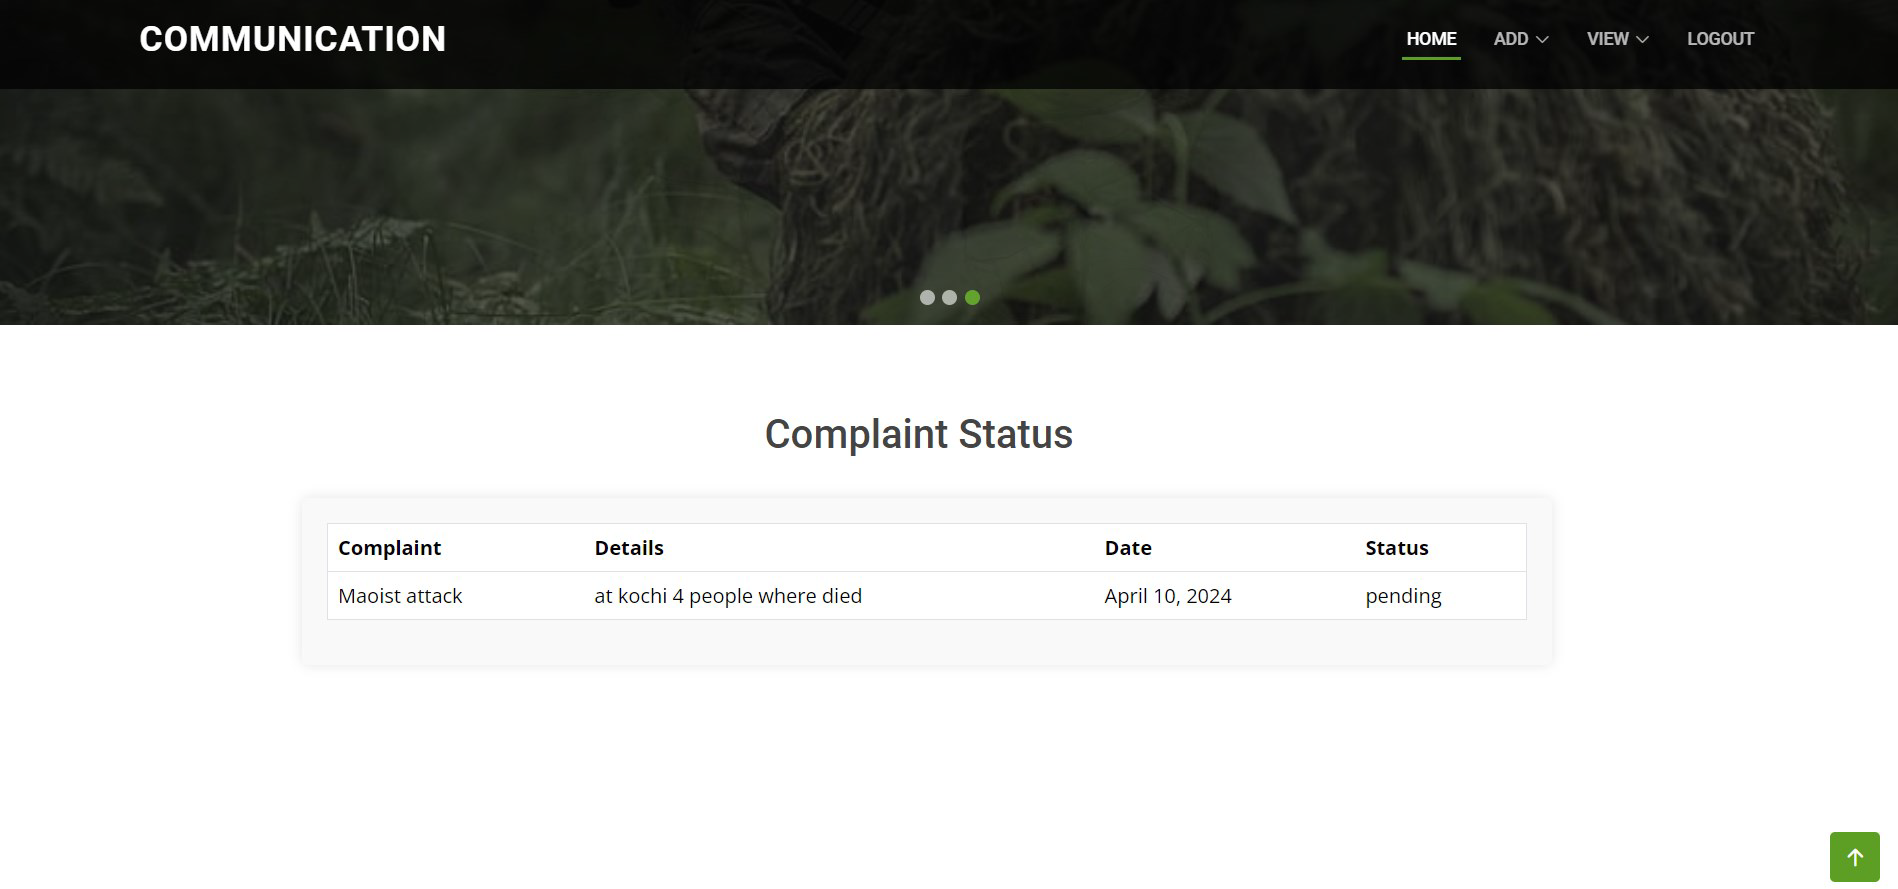 COMMUNICATION
HOME ADD VIEW LOGOUT
Complaint Status
Complaint Details Date Status
Maoist attack at kochi 4 people where died April 10, 2024 pending